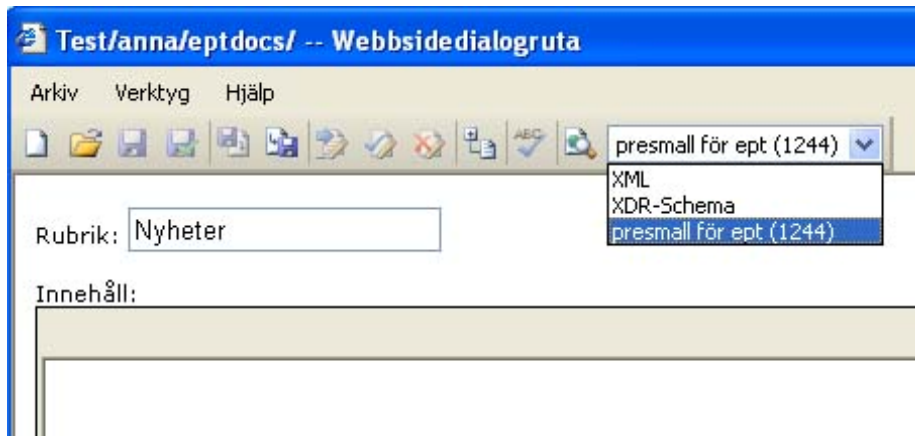 Test/anna/eptdocs/ -- Webbsidedialogruta
Arkiv Verktyg Hjälp
ABC
presmall för ept (1244)
XML
XDR-Schema
presmall för ept (1244)
Rubrik: Nyheter
Innehåll: